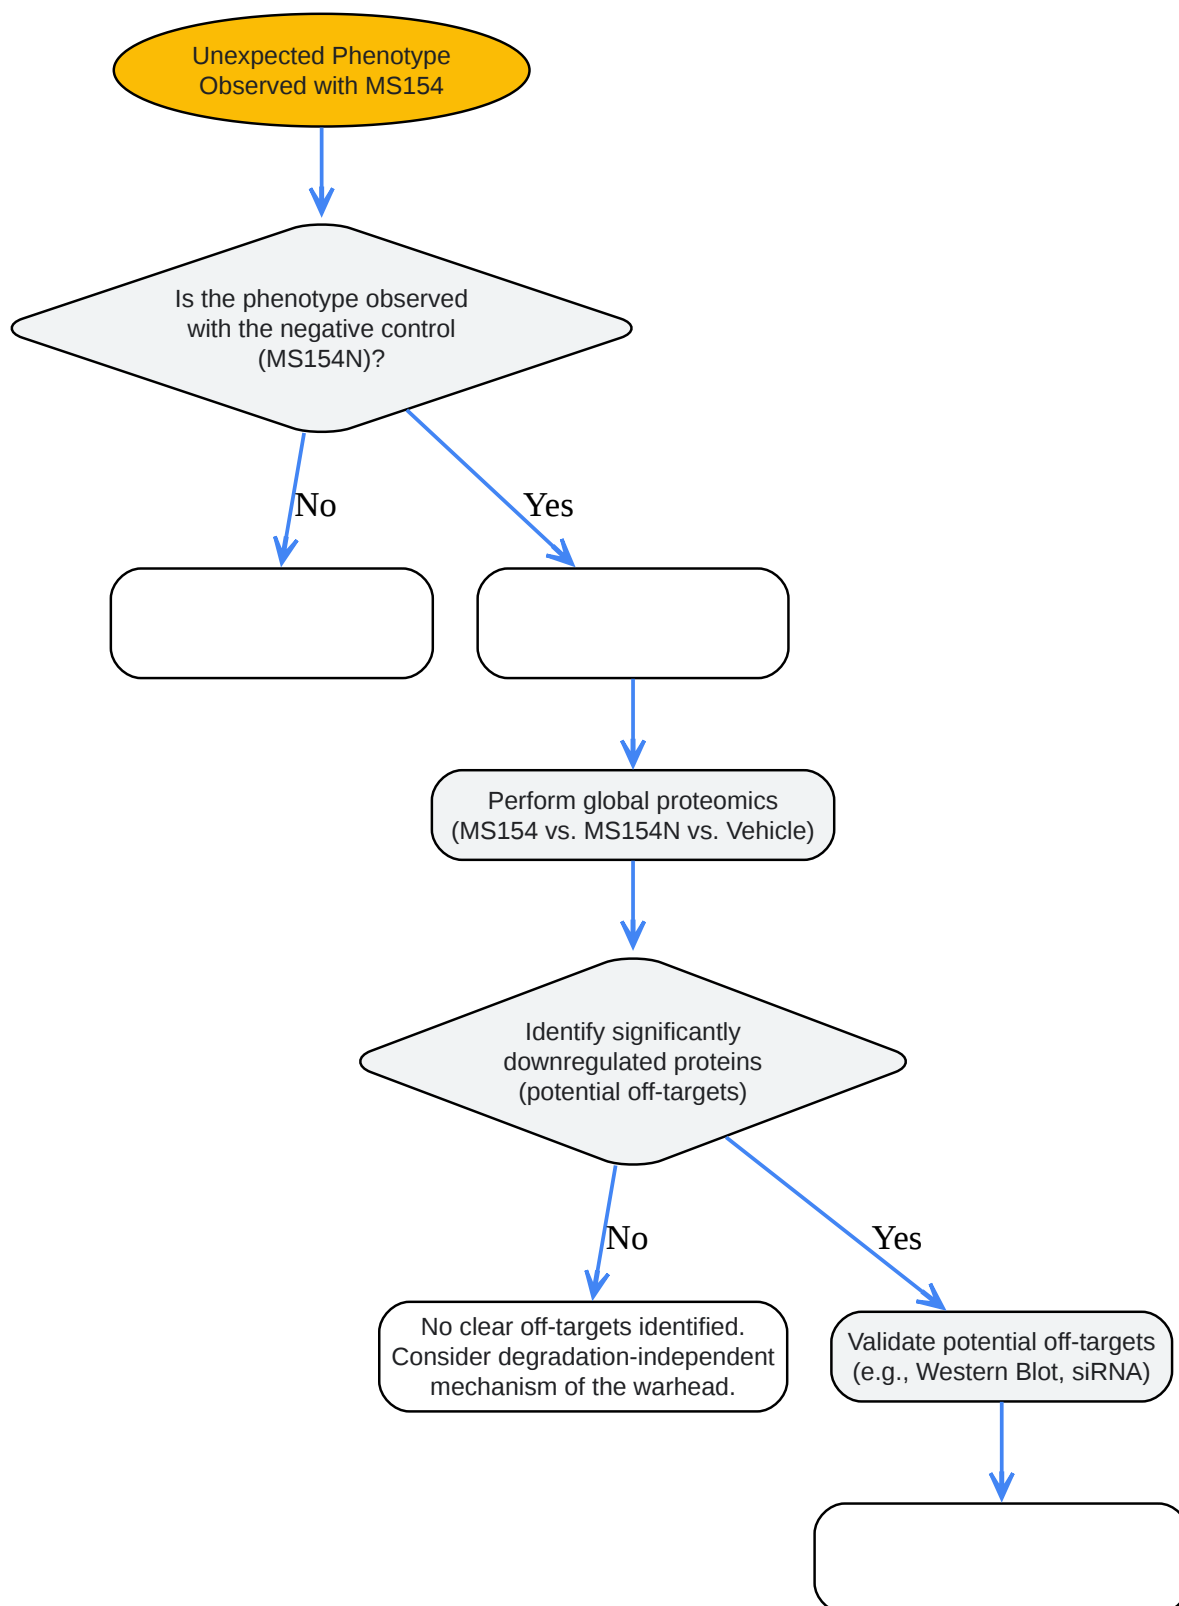 Unexpected Phenotype
Observed with MS154
Is the phenotype observed
with the negative control
(MS154N)?
No
Yes
Perform global proteomics
(MS154 vs. MS154N vs. Vehicle)
Identify significantly
downregulated proteins
(potential off-targets)
No
Yes
No clear off-targets identified.
Consider degradation-independent
mechanism of the warhead.
Validate potential off-targets
(e.g., Western Blot, siRNA)